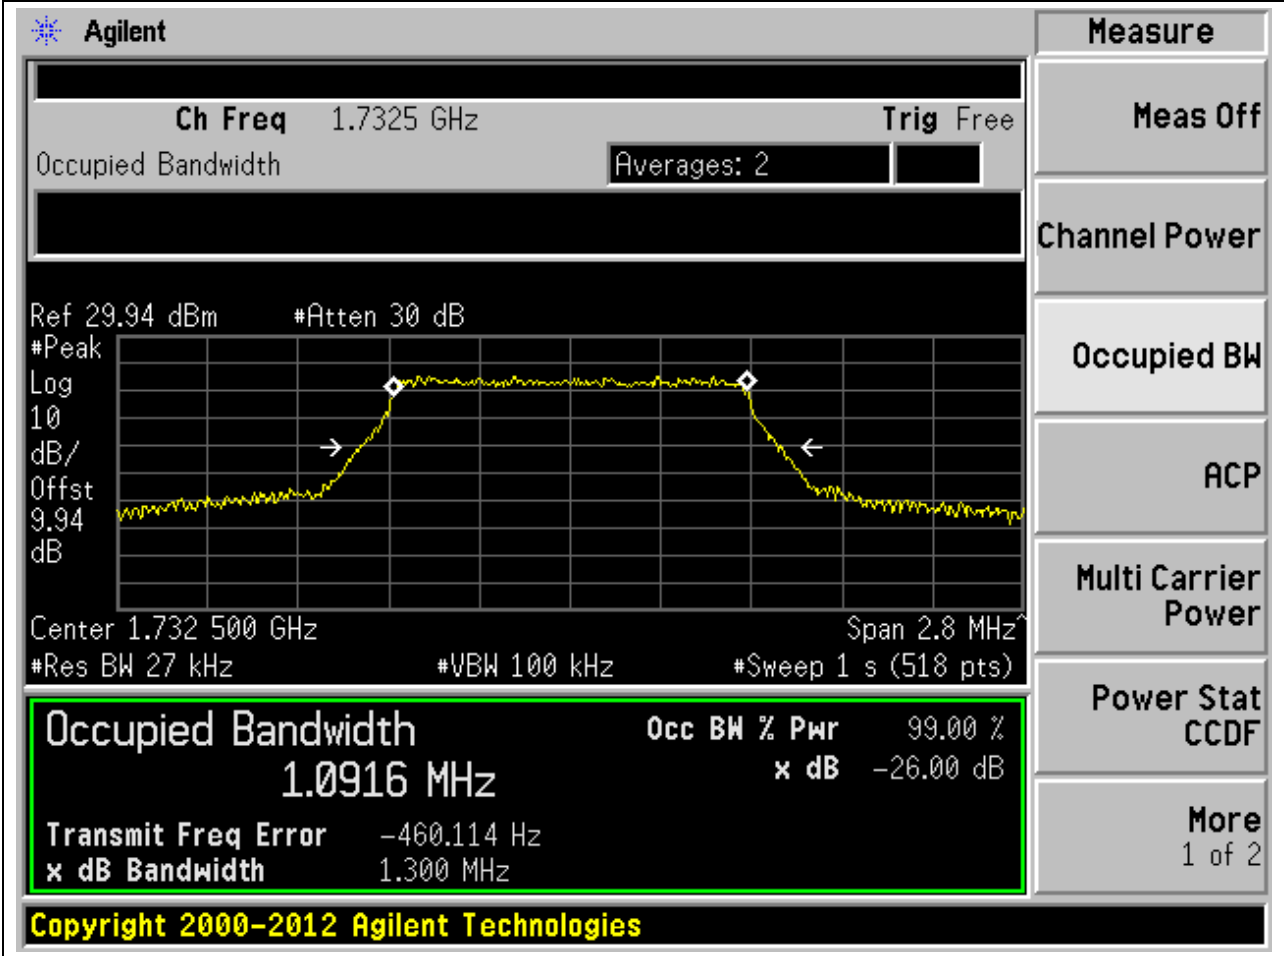 Agilent
Measure
Ch Freq 1.7325 GHz Trig Free
Occupied Bandwidth Averages: 2
Meas Off
Channel Power
Occupied BW
ACP
Multi Carrier
Power
Power Stat
CCDF
More
1 of 2
Ref 29.94 dBm #Atten 30 dB
#Peak
Log
10
dB/
Offst
9.94
dB
Center 1.732 500 GHz Span 2.8 MHz^
#Res BW 27 kHz #VBW 100 kHz #Sweep 1 s (518 pts)
Occupied Bandwidth Occ BW % Pwr 99.00 %
1.0916 MHz x dB -26.00 dB
Transmit Freq Error -460.114 Hz
x dB Bandwidth 1.300 MHz
Copyright 2000-2012 Agilent Technologies